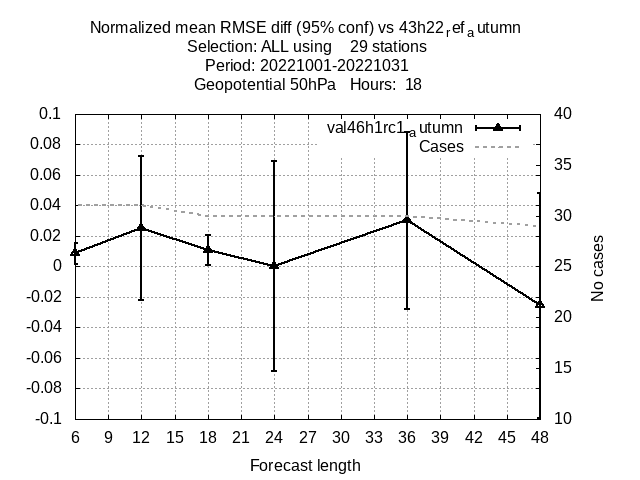 Normalized mean RMSE diff (95% conf) vs 43h22refautumn
Selection: ALL using 29 stations
Period: 20221001-20221031
Geopotential 50hPa Hours: 18
val46h1rc1autumn
Cases
0.1
0.08
0.06
0.04
0.02
0
-0.02
-0.04
-0.06
-0.08
-0.1
40
35
30
25
20
15
10
No cases
6 9 12 15 18 21 24 27 30 33 36 39 42 45 48
Forecast length